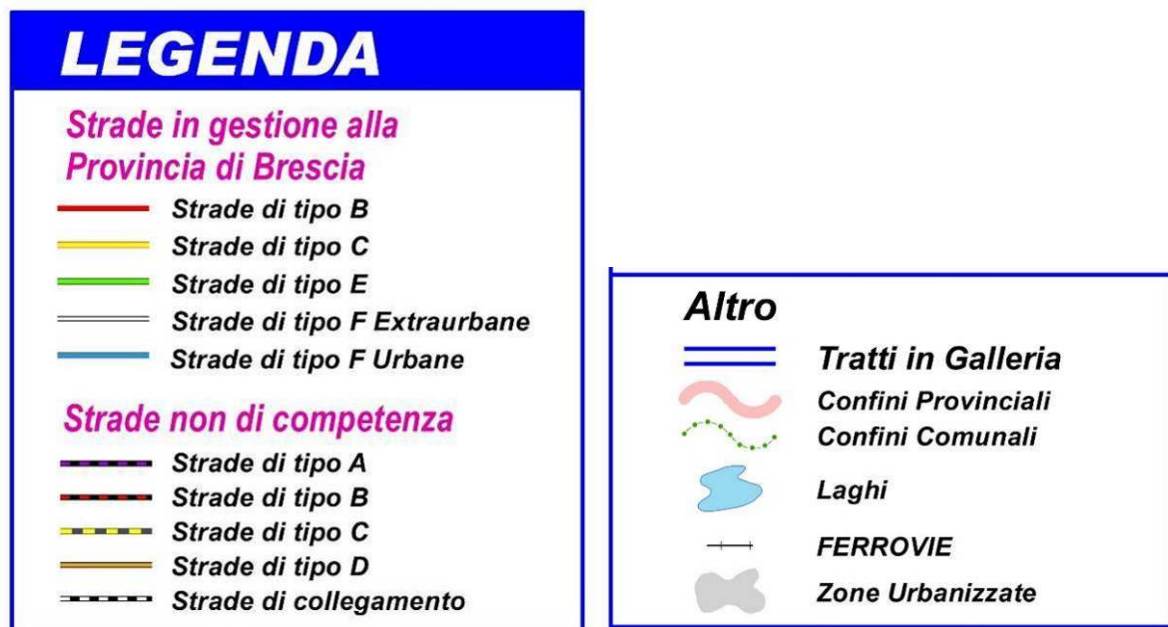 LEGENDA
Strade in gestione alla
Provincia di Brescia
Strade di tipo B
Strade di tipo C
Strade di tipo E
Strade di tipo F Extraurbane
Strade di tipo F Urbane
Strade non di competenza
Strade di tipo A
Strade di tipo B
Strade di tipo C
Strade di tipo D
Strade di collegamento
Altro
Tratti in Galleria
Confini Provinciali
Confini Comunali
Laghi
FERROVIE
Zone Urbanizzate